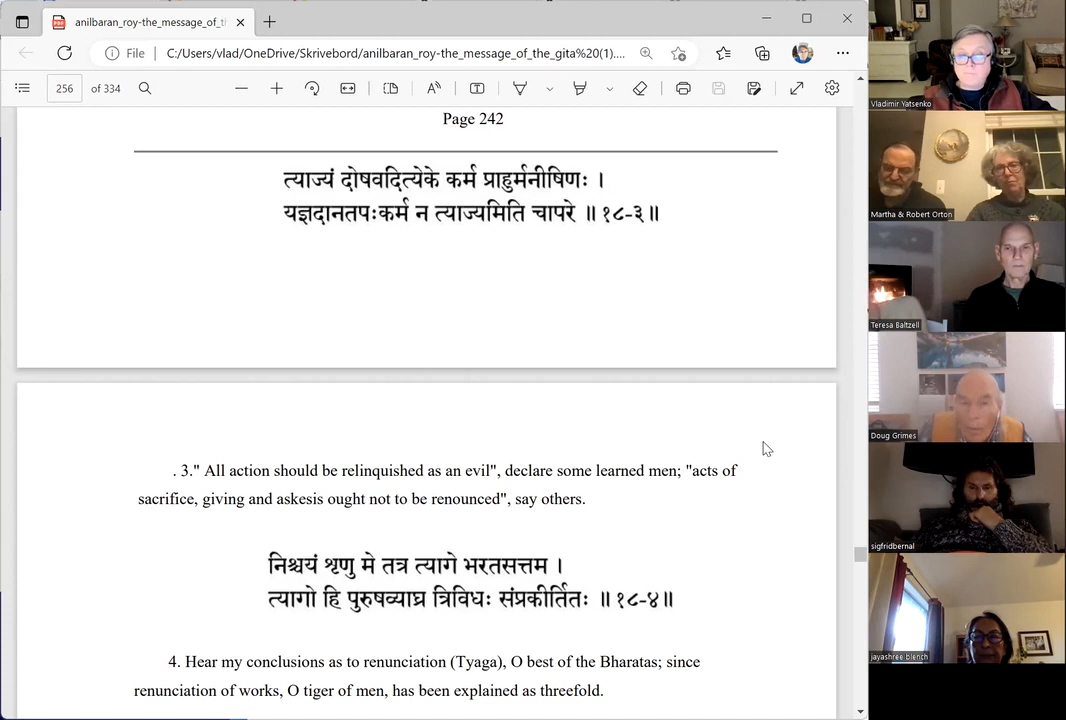 anilbaran_roy-the_message_of_th
File
C:/Users/vlad/OneDrive/Skrivebord/anilbaran_roy-the_message_of_the_gita%20(1)....
256 of 334
Page 242
त्याज्यं दोषवदित्येके कर्म प्राहुर्मनीषिणः ।
यज्ञदानतपःकर्म न त्याज्यमिति चापरे ॥१८-३॥
. 3." All action should be relinquished as an evil", declare some learned men; "acts of
sacrifice, giving and askesis ought not to be renounced", say others.
निश्चयं शृणु मे तत्र त्यागे भरतसत्तम ।
त्यागो हि पुरुषव्याघ्र त्रिविधः संप्रकीर्तितः ॥१८-४॥
4. Hear my conclusions as to renunciation (Tyaga), O best of the Bharatas; since
renunciation of works, O tiger of men, has been explained as threefold.
Vladimir Yatsenko
Martha & Robert Orton
Teresa Baltzell
Doug Grimes
sigfridbernal
jayashree blench